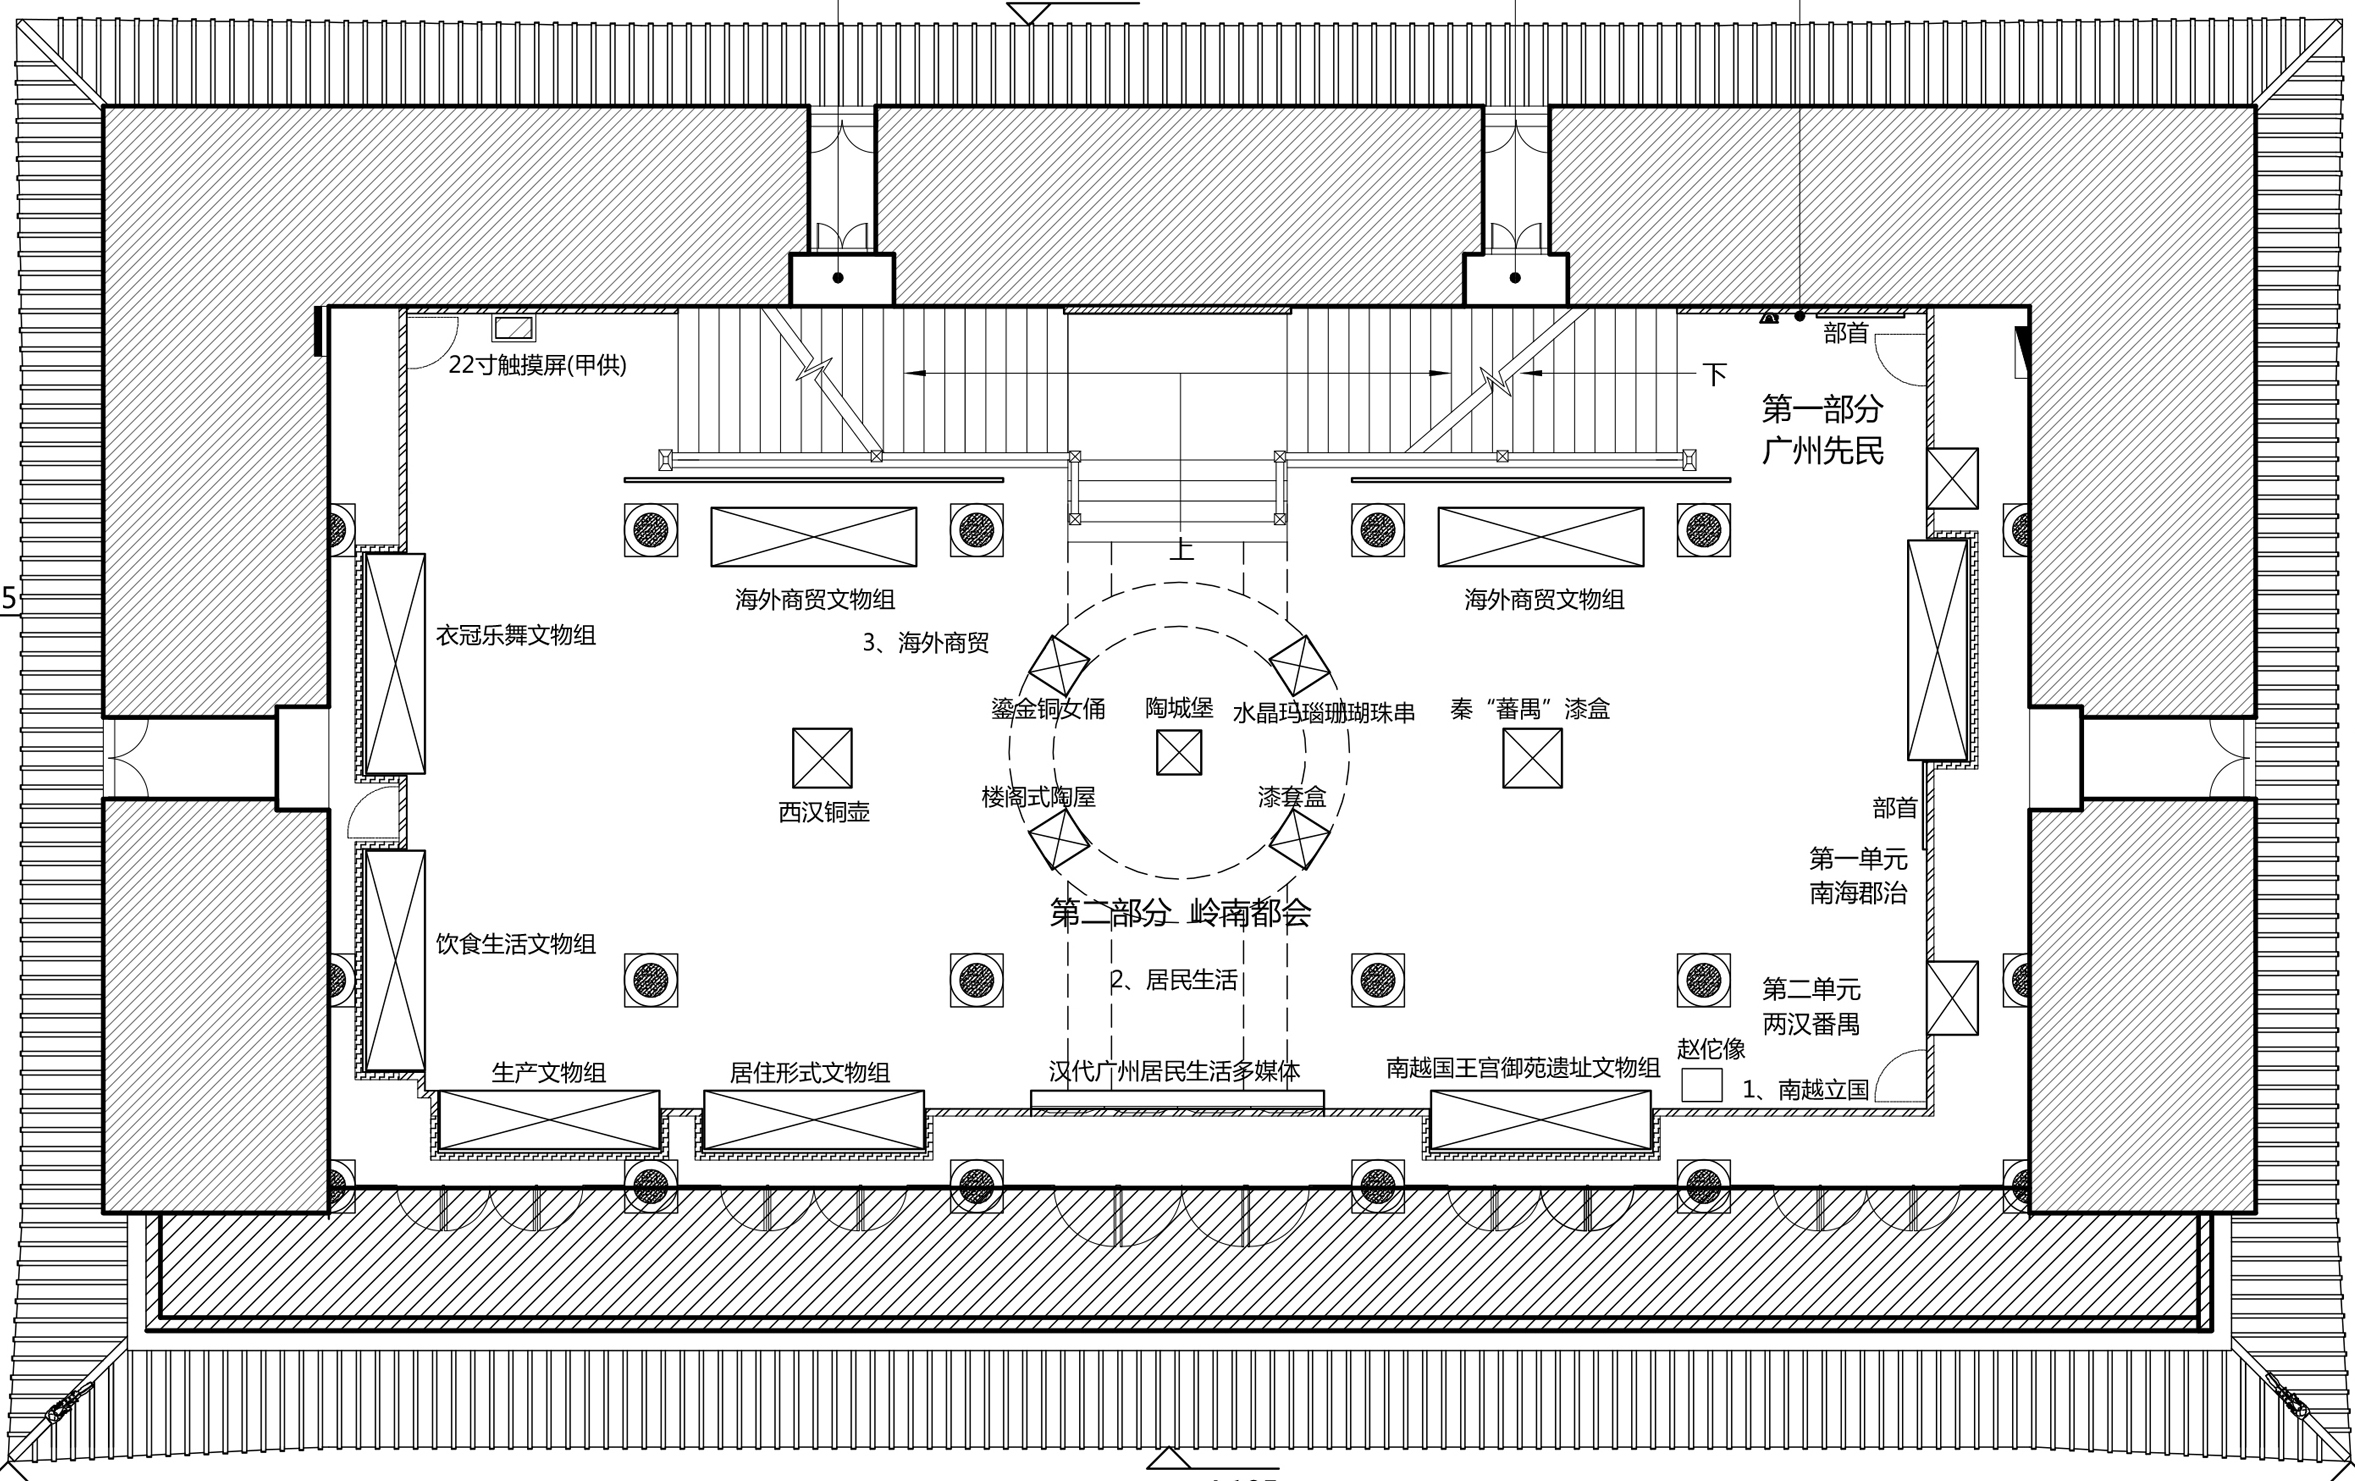 部首
22寸触摸屏(甲供)
下
第一部分
广州先民
上
海外商贸文物组
海外商贸文物组
5
衣冠乐舞文物组
3、海外商贸
鎏金铜女俑
陶城堡
水晶玛瑙珊瑚珠串
秦“蕃禺”漆盒
楼阁式陶屋
漆套盒
西汉铜壶
部首
第一单元
南海郡治
第二部分 岭南都会
饮食生活文物组
2、居民生活
第二单元
两汉番禺
赵佗像
生产文物组
居住形式文物组
汉代广州居民生活多媒体
南越国王宫御苑遗址文物组
1、南越立国